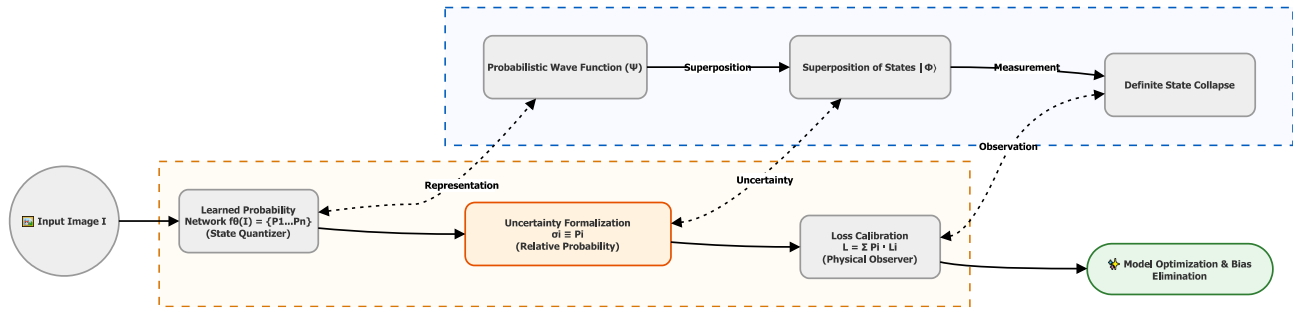 Probabilistic Wave Function (Ψ)
Superposition
Superposition of States |Φ⟩
Measurement
Definite State Collapse
Representation
Uncertainty
Observation
🖼️ Input Image I
Learned Probability
Network fθ(I) = {P1...Pn}
(State Quantizer)
Uncertainty Formalization
σi ≡ Pi
(Relative Probability)
Loss Calibration
L = Σ Pi · Li
(Physical Observer)
✨ Model Optimization & Bias
Elimination